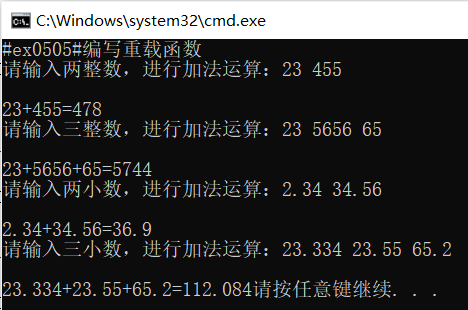 C:\Windows\system32\cmd.exe
#ex0505#编写重载函数
请输入两整数，进行加法运算：23 455
23+455=478
请输入三整数，进行加法运算：23 5656 65
23+5656+65=5744
请输入两小数，进行加法运算：2.34 34.56
2.34+34.56=36.9
请输入三小数，进行加法运算：23.334 23.55 65.2
23.334+23.55+65.2=112.084请按任意键继续. . .